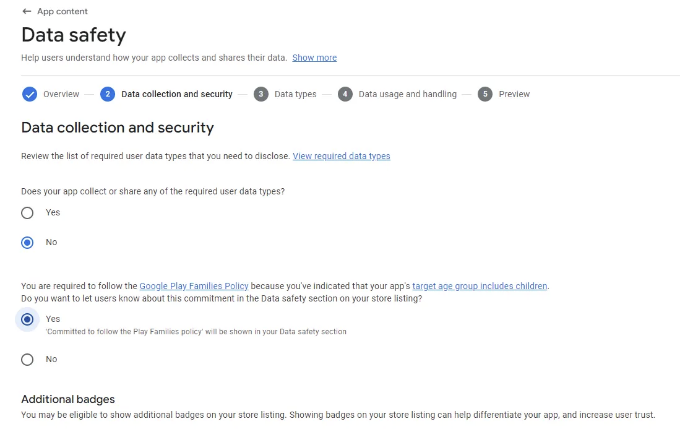 App content
Data safety
Help users understand how your app collects and shares their data. Show more
Overview 2 Data collection and security 3 Data types 4 Data usage and handling 5 Preview
Data collection and security
Review the list of required user data types that you need to disclose. View required data types
Does your app collect or share any of the required user data types?
Yes
No
You are required to follow the Google Play Families Policy because you've indicated that your app's target age group includes children.
Do you want to let users know about this commitment in the Data safety section on your store listing?
Yes
'Committed to follow the Play Families policy' will be shown in your Data safety section
No
Additional badges
You may be eligible to show additional badges on your store listing. Showing badges on your store listing can help differentiate your app, and increase user trust.